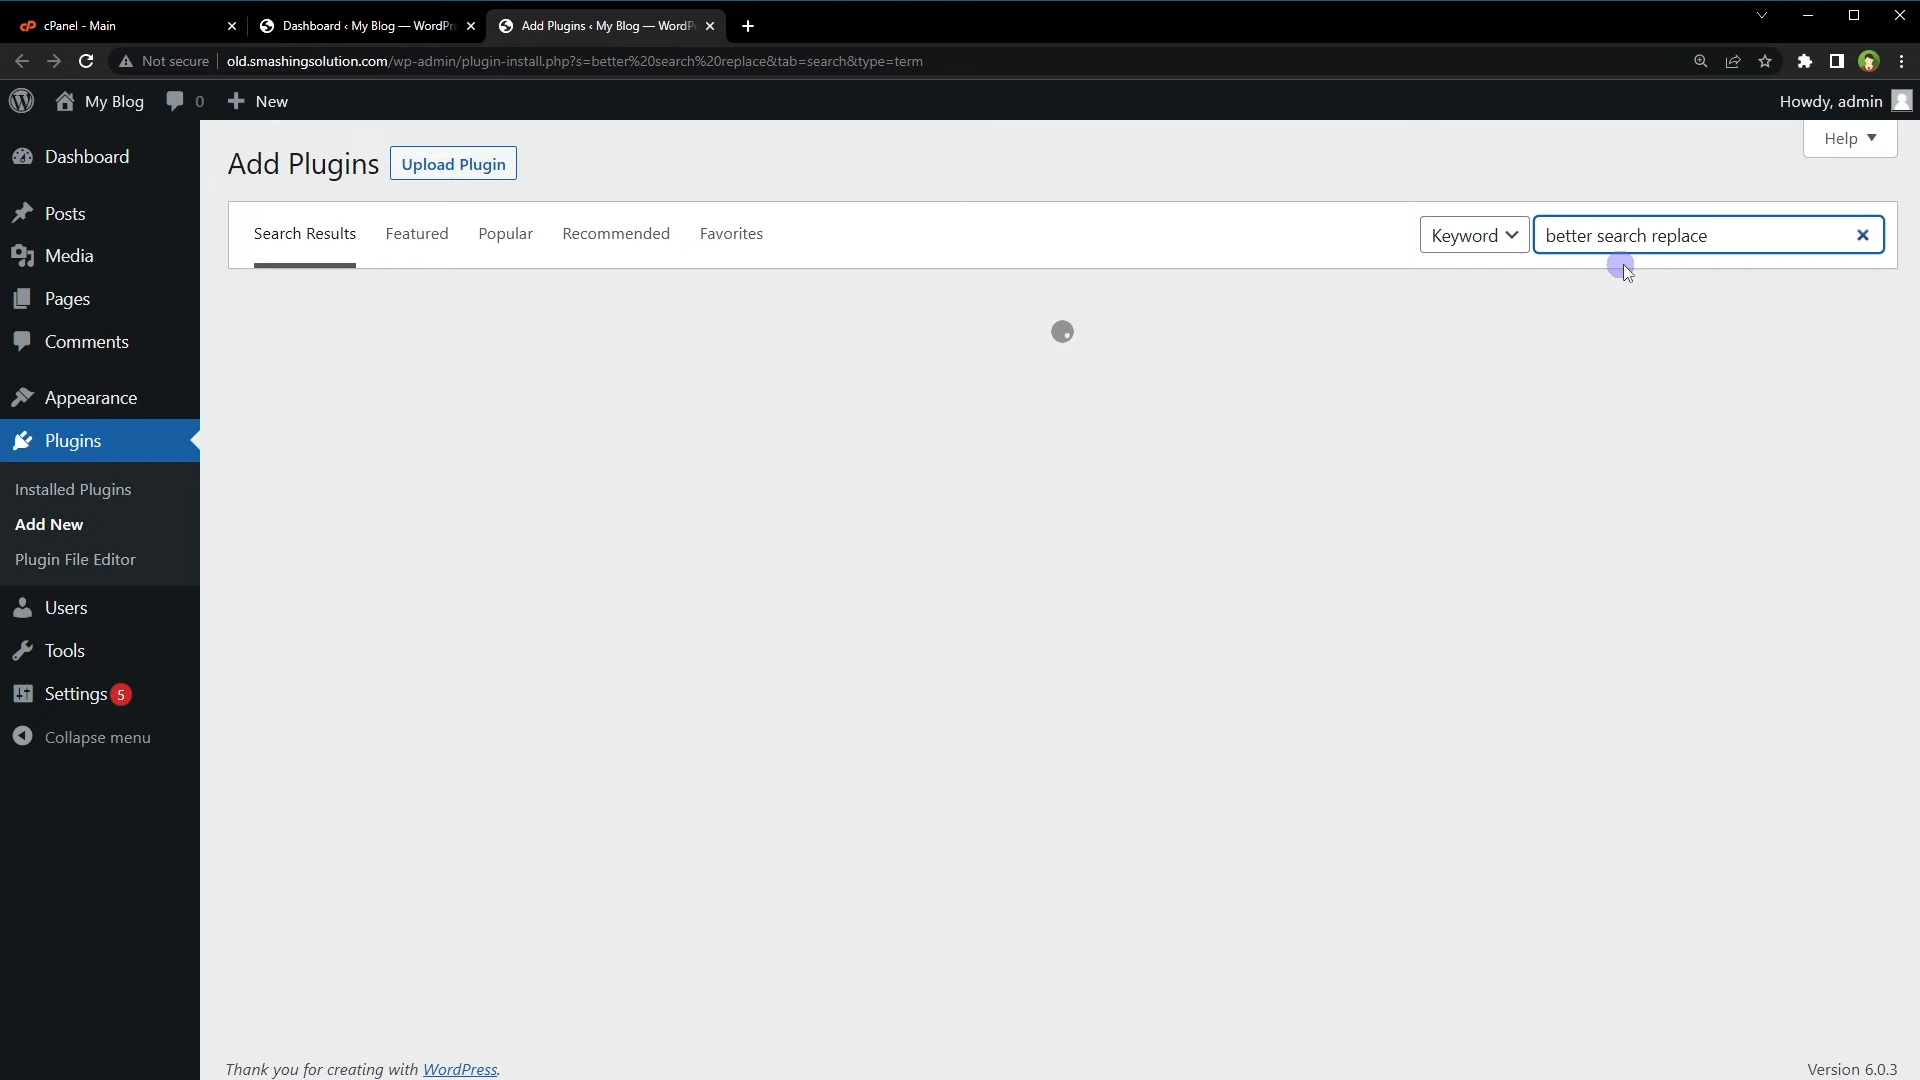 cPanel - Main
Dashboard ‹ My Blog — WordPre
Add Plugins ‹ My Blog — WordPr
Not secure
old.smashingsolution.com/wp-admin/plugin-install.php?s=better%20search%20replace&tab=search&type=term
My Blog
0
New
Howdy, admin
Help
Dashboard
Posts
Media
Pages
Comments
Appearance
Plugins
Installed Plugins
Add New
Plugin File Editor
Users
Tools
Settings 5
Collapse menu
Add Plugins
Upload Plugin
Search Results
Featured
Popular
Recommended
Favorites
Keyword
better search replace
Thank you for creating with WordPress.
Version 6.0.3